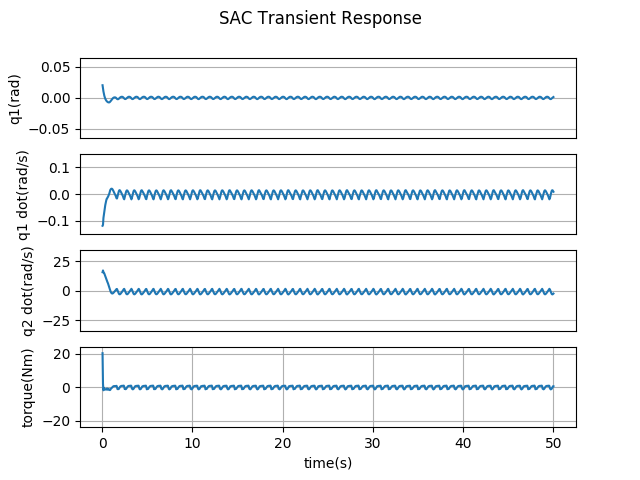 SAC Transient Response
0.05
0.00
−0.05
q1(rad)
0.1
0.0
−0.1
q1 dot(rad/s)
25
0
−25
q2 dot(rad/s)
20
0
−20
torque(Nm)
0 10 20 30 40 50
time(s)